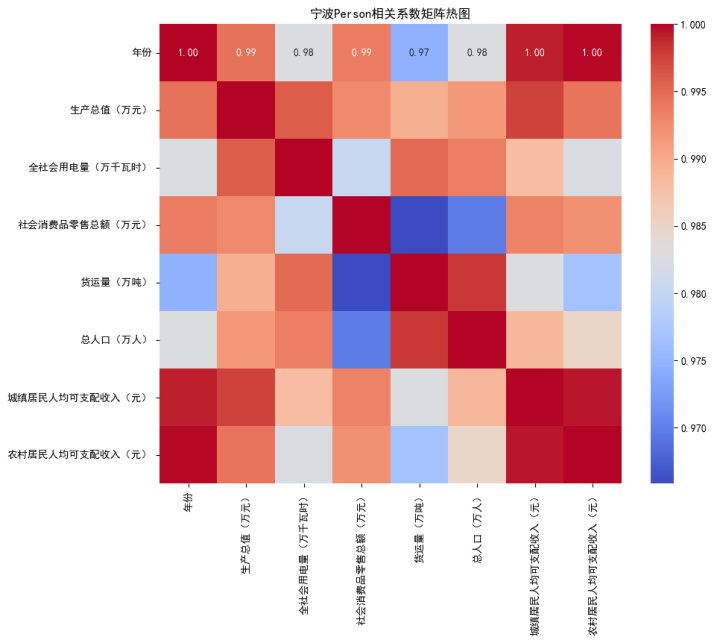 宁波Person相关系数矩阵热图
年份
1.00 0.99 0.98 0.99 0.97 0.98 1.00 1.00
生产总值（万元）
全社会用电量（万千瓦时）
社会消费品零售总额（万元）
货运量（万吨）
总人口（万人）
城缜居民人均可支配收入（元）
农村居民人均可支配收入（元）
年份
生产总值（万元）
全社会用电量（万千瓦时）
社会消费品零售总额（万元）
货运量（万吨）
总人口（万人）
城缜居民人均可支配收入（元）
农村居民人均可支配收入（元）
1.000
0.995
0.990
0.985
0.980
0.975
0.970